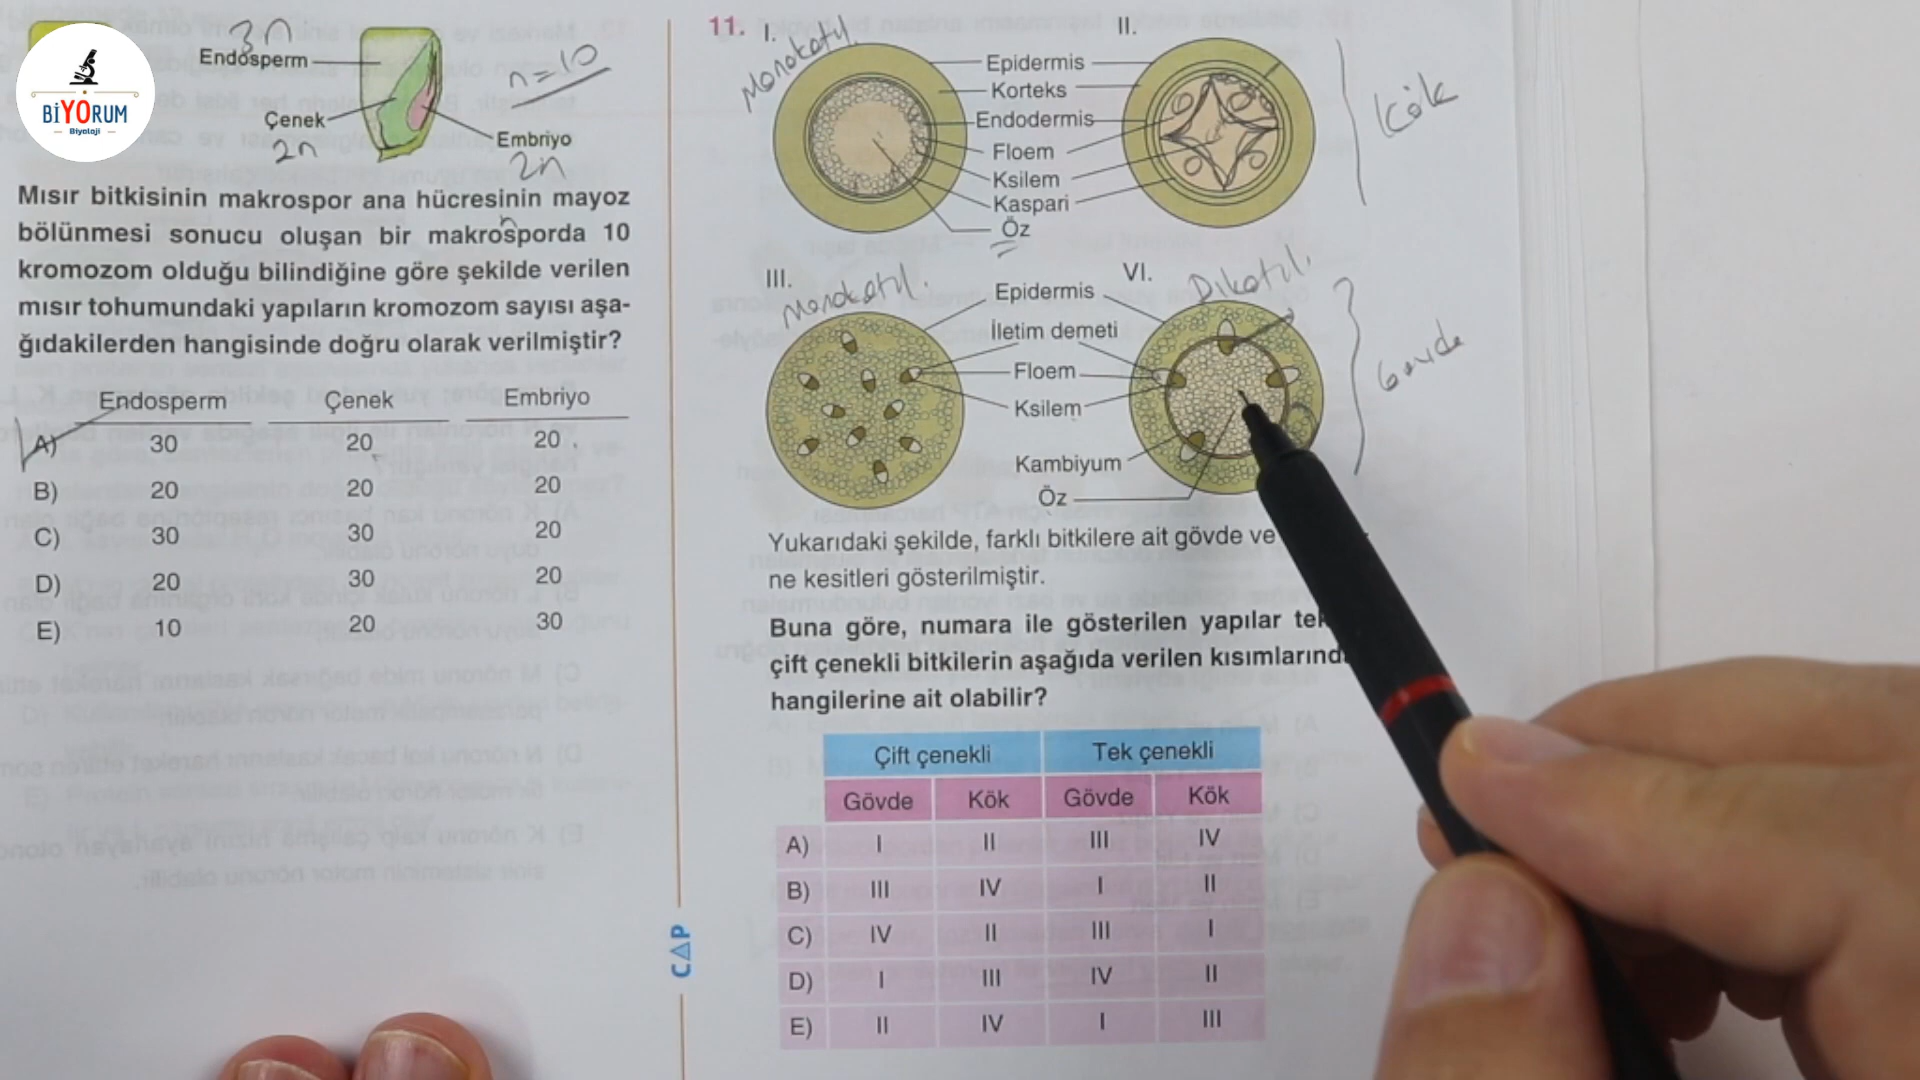 BiYORUM
Biyoloji
3n
Endosperm
n=10
Çenek
2n
Embriyo
2n
Mısır bitkisinin makrospor ana hücresinin mayoz
n
bölünmesi sonucu oluşan bir makrosporda 10
kromozom olduğu bilindiğine göre şekilde verilen
mısır tohumundaki yapıların kromozom sayısı aşa-
ğıdakilerden hangisinde doğru olarak verilmiştir?
Endosperm Çenek Embriyo
A) 30 20 20
B) 20 20 20
C) 30 30 20
D) 20 30 20
E) 10 20 30
CAP
11. I. II.
Monokotil.
Epidermis
Korteks
Endodermis
Floem
Ksilem
Kaspari
Öz
Kök
III. VI.
Monokotil. Dikotil.
Epidermis
İletim demeti
Floem
Ksilem
Kambiyum
Öz
Gövde
Yukarıdaki şekilde, farklı bitkilere ait gövde ve
ne kesitleri gösterilmiştir.
Buna göre, numara ile gösterilen yapılar tek
çift çenekli bitkilerin aşağıda verilen kısımlarınd
hangilerine ait olabilir?
Çift çenekli Tek çenekli
Gövde Kök Gövde Kök
A) I II III IV
B) III IV I II
C) IV II III I
D) I III IV II
E) II IV I III